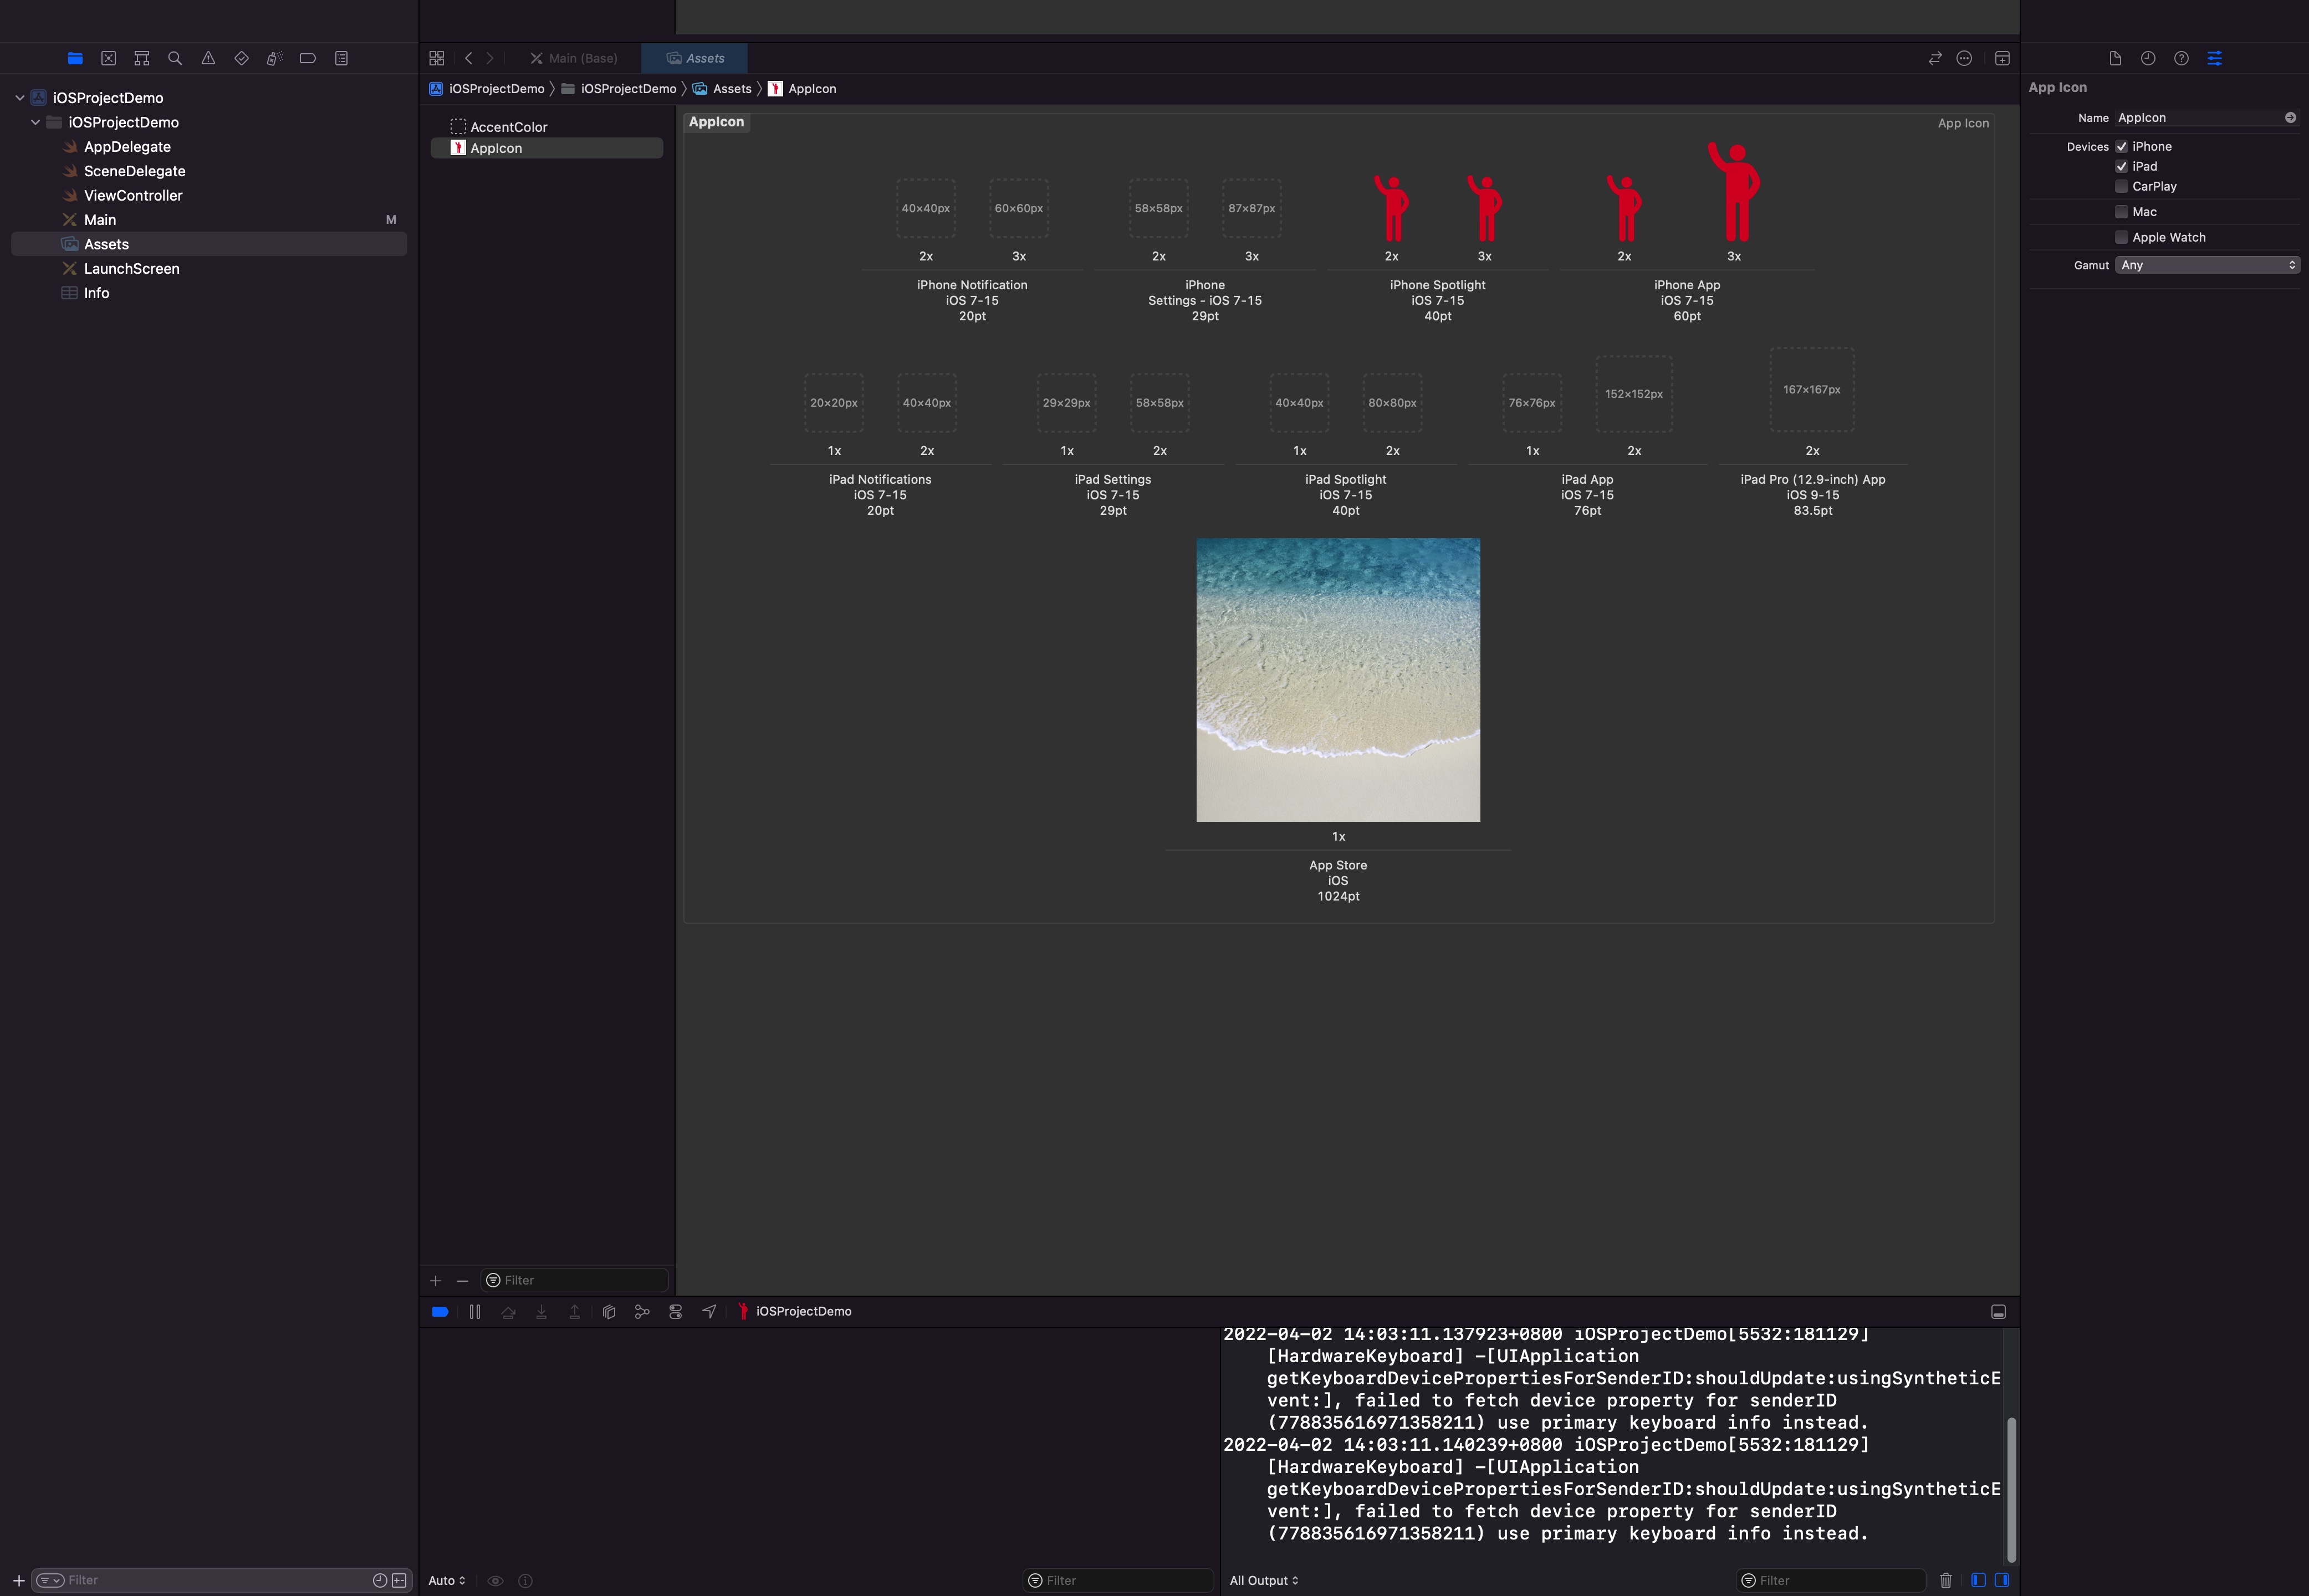 iOSProjectDemo
iOSProjectDemo
AppDelegate
SceneDelegate
ViewController
Main
M
Assets
LaunchScreen
Info
Filter
Main (Base)
Assets
iOSProjectDemo
iOSProjectDemo
Assets
AppIcon
AccentColor
AppIcon
Filter
AppIcon
App Icon
40×40px
60×60px
58×58px
87×87px
2x
3x
2x
3x
2x
3x
2x
3x
iPhone Notification
iOS 7-15
20pt
iPhone
Settings - iOS 7-15
29pt
iPhone Spotlight
iOS 7-15
40pt
iPhone App
iOS 7-15
60pt
20×20px
40×40px
29×29px
58×58px
40×40px
80×80px
76×76px
152×152px
167×167px
1x
2x
1x
2x
1x
2x
1x
2x
2x
iPad Notifications
iOS 7-15
20pt
iPad Settings
iOS 7-15
29pt
iPad Spotlight
iOS 7-15
40pt
iPad App
iOS 7-15
76pt
iPad Pro (12.9-inch) App
iOS 9-15
83.5pt
1x
App Store
iOS
1024pt
iOSProjectDemo
2022-04-02 14:03:11.137923+0800 iOSProjectDemo[5532:181129]
[HardwareKeyboard] -[UIApplication
getKeyboardDevicePropertiesForSenderID:shouldUpdate:usingSyntheticE
vent:], failed to fetch device property for senderID
(778835616971358211) use primary keyboard info instead.
2022-04-02 14:03:11.140239+0800 iOSProjectDemo[5532:181129]
[HardwareKeyboard] -[UIApplication
getKeyboardDevicePropertiesForSenderID:shouldUpdate:usingSyntheticE
vent:], failed to fetch device property for senderID
(778835616971358211) use primary keyboard info instead.
Auto
Filter
All Output
Filter
App Icon
Name AppIcon
Devices iPhone
iPad
CarPlay
Mac
Apple Watch
Gamut Any